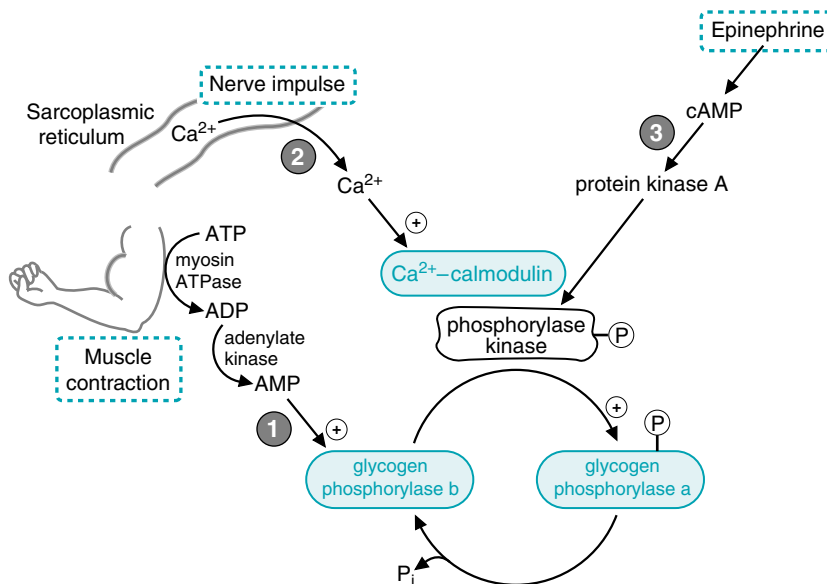 Epinephrine
Nerve impulse
Sarcoplasmic
reticulum
Ca²⁺
cAMP
3
2
Ca²⁺
protein kinase A
+
ATP
myosin
ATPase
Ca²⁺–calmodulin
ADP
phosphorylase
kinase
P
adenylate
kinase
Muscle
contraction
AMP
1
+
+
P
glycogen
phosphorylase b
glycogen
phosphorylase a
Pᵢ